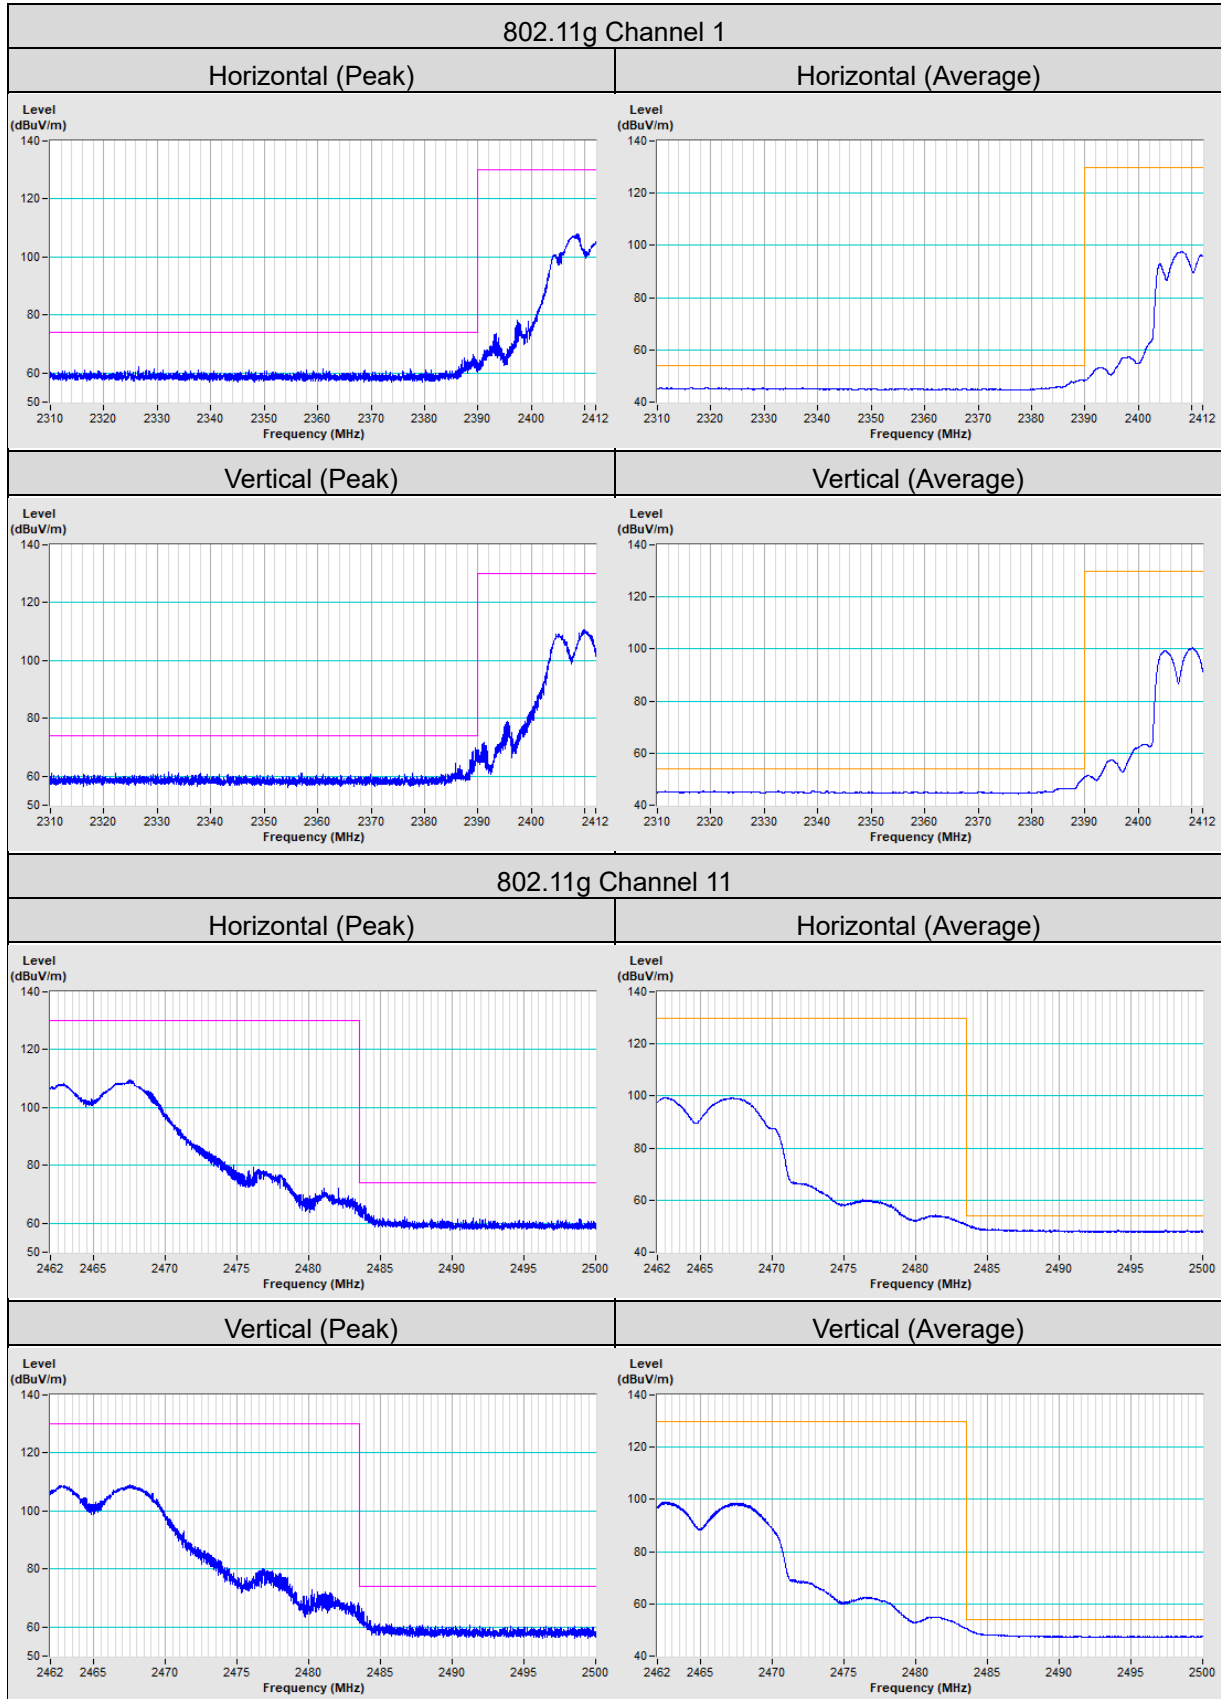 802.11g Channel 1
Horizontal (Peak)
Horizontal (Average)
Level
(dBuV/m)
140
120
100
80
60
50
2310 2320 2330 2340 2350 2360 2370 2380 2390 2400 2412
Frequency (MHz)
Level
(dBuV/m)
140
120
100
80
60
40
2310 2320 2330 2340 2350 2360 2370 2380 2390 2400 2412
Frequency (MHz)
Vertical (Peak)
Vertical (Average)
Level
(dBuV/m)
140
120
100
80
60
50
2310 2320 2330 2340 2350 2360 2370 2380 2390 2400 2412
Frequency (MHz)
Level
(dBuV/m)
140
120
100
80
60
40
2310 2320 2330 2340 2350 2360 2370 2380 2390 2400 2412
Frequency (MHz)
802.11g Channel 11
Horizontal (Peak)
Horizontal (Average)
Level
(dBuV/m)
140
120
100
80
60
50
2462 2465 2470 2475 2480 2485 2490 2495 2500
Frequency (MHz)
Level
(dBuV/m)
140
120
100
80
60
40
2462 2465 2470 2475 2480 2485 2490 2495 2500
Frequency (MHz)
Vertical (Peak)
Vertical (Average)
Level
(dBuV/m)
140
120
100
80
60
50
2462 2465 2470 2475 2480 2485 2490 2495 2500
Frequency (MHz)
Level
(dBuV/m)
140
120
100
80
60
40
2462 2465 2470 2475 2480 2485 2490 2495 2500
Frequency (MHz)